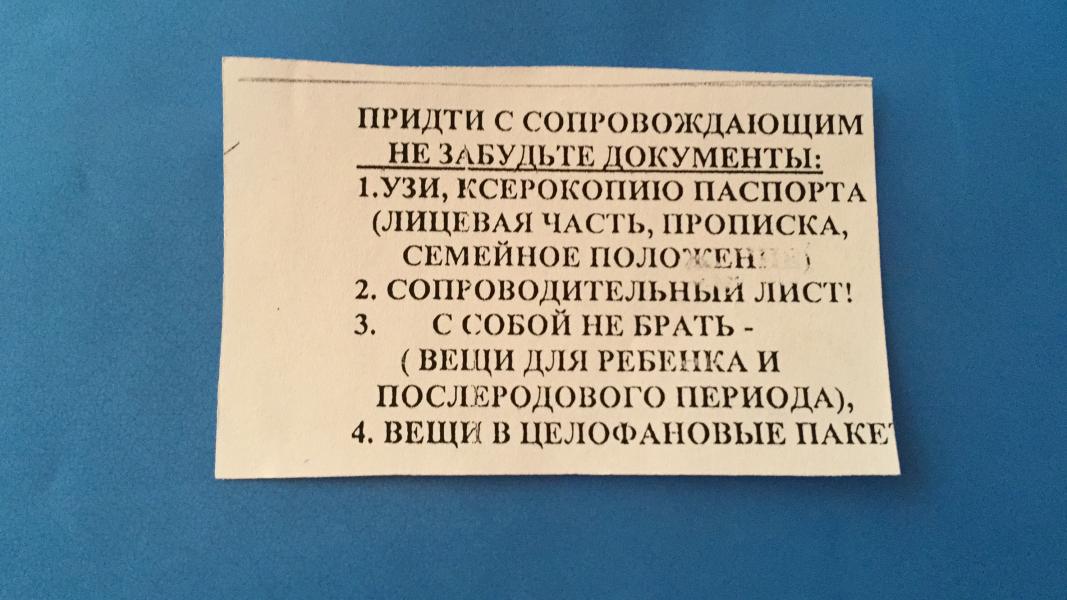 ПРИДТИ С СОПРОВОЖДАЮЩИМ
НЕ ЗАБУДЬТЕ ДОКУМЕНТЫ:
1.УЗИ, КСЕРОКОПИЮ ПАСПОРТА
(ЛИЦЕВАЯ ЧАСТЬ, ПРОПИСКА,
СЕМЕЙНОЕ
2. СОПРОВОДИТЕЛЬНЫЙ ЛИСТ!
3. С СОБОЙ НЕ БРАТЬ -
( ВЕЩИ ДЛЯ РЕБЕНКА И
ПОСЛЕРОДОВОГО ПЕРИОДА),
4. ВЕЩИ В ЦЕЛОФАНОВЫЕ